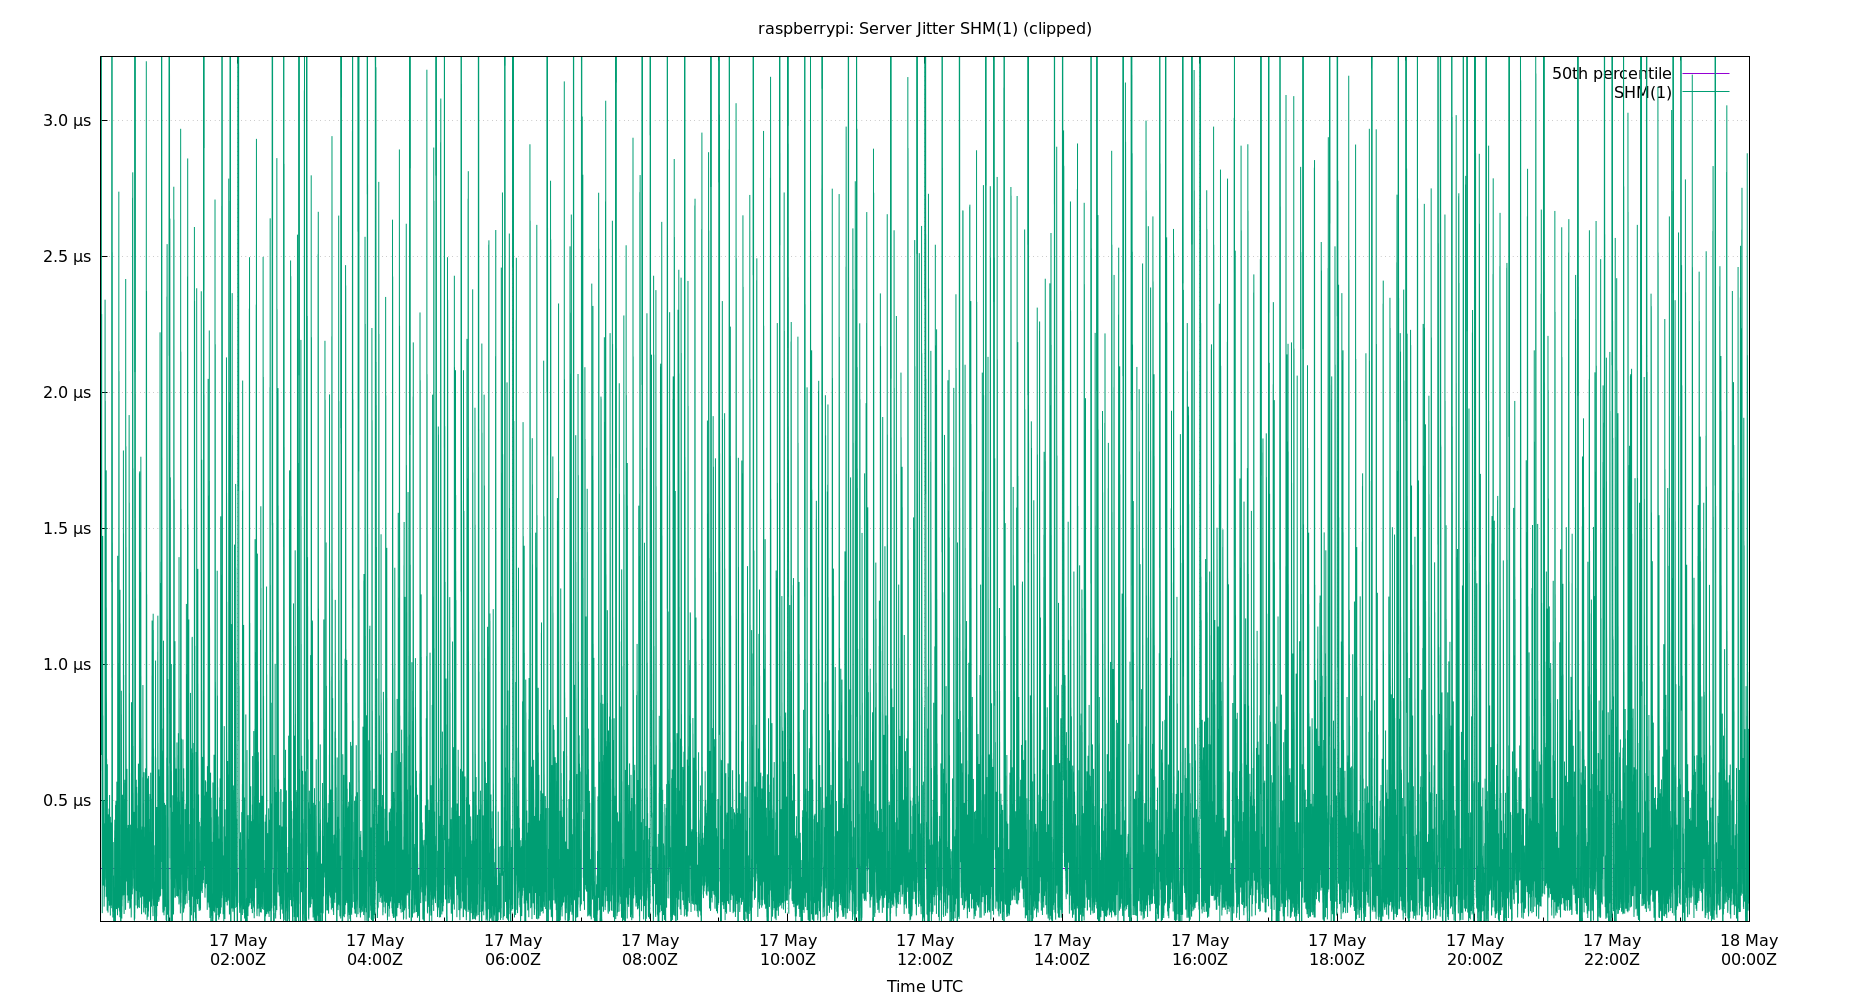 raspberrypi: Server Jitter SHM(1) (clipped)
50th percentile
SHM(1)
3.0 µs
2.5 µs
2.0 µs
1.5 µs
1.0 µs
0.5 µs
17 May 17 May 17 May 17 May 17 May 17 May 17 May 17 May 17 May 17 May 17 May 18 May
02:00Z 04:00Z 06:00Z 08:00Z 10:00Z 12:00Z 14:00Z 16:00Z 18:00Z 20:00Z 22:00Z 00:00Z
Time UTC